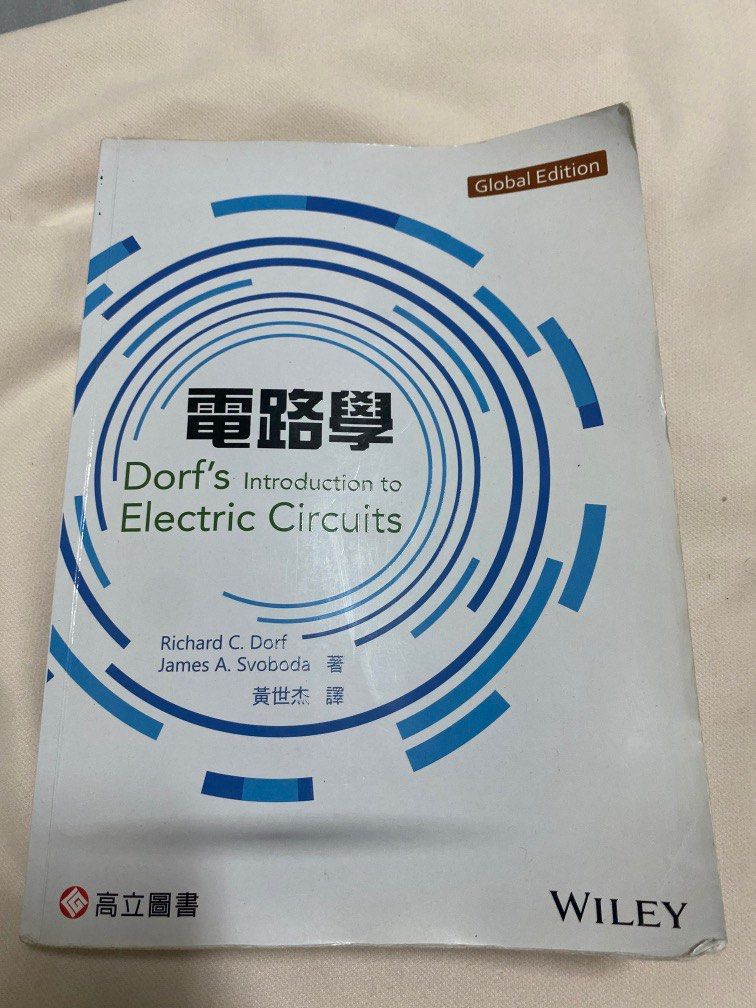 Global Edition
電路學
Dorf's Introduction to
Electric Circuits
Richard C. Dorf
James A. Svoboda 著
黃世杰 譯
高立圖書
WILEY